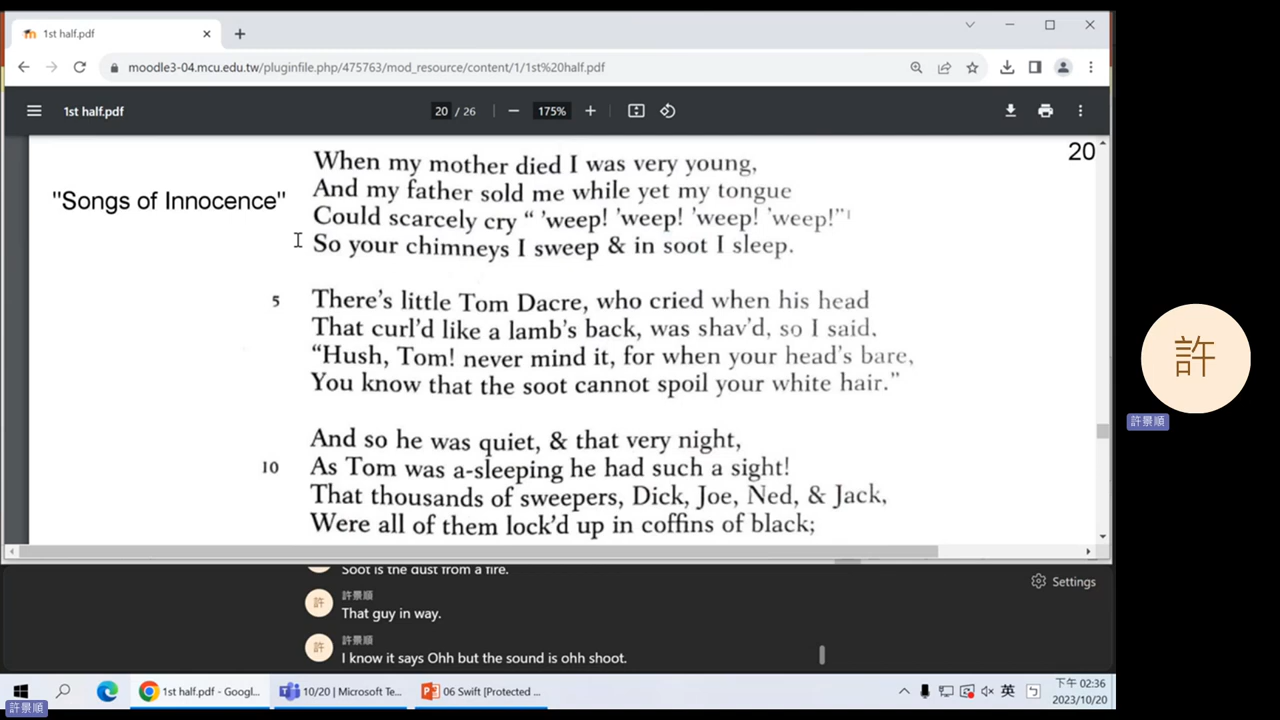 1st half.pdf
moodle3-04.mcu.edu.tw/pluginfile.php/475763/mod_resource/content/1/1st%20half.pdf
1st half.pdf
20 / 26
175%
20
"Songs of Innocence"
When my mother died I was very young,
And my father sold me while yet my tongue
Could scarcely cry “ ’weep! ’weep! ’weep! ’weep!”1
So your chimneys I sweep & in soot I sleep.
5 There’s little Tom Dacre, who cried when his head
That curl’d like a lamb’s back, was shav’d, so I said.
“Hush, Tom! never mind it, for when your head’s bare,
You know that the soot cannot spoil your white hair.”
And so he was quiet, & that very night,
10 As Tom was a-sleeping he had such a sight!
That thousands of sweepers, Dick, Joe, Ned, & Jack,
Were all of them lock’d up in coffins of black;
Soot is the dust from a fire.
Settings
許
許景順
That guy in way.
許
許景順
I know it says Ohh but the sound is ohh shoot.
許
許景順
1st half.pdf - Googl...
10/20 | Microsoft Te...
06 Swift [Protected ...
英
下午 02:36
2023/10/20
許景順